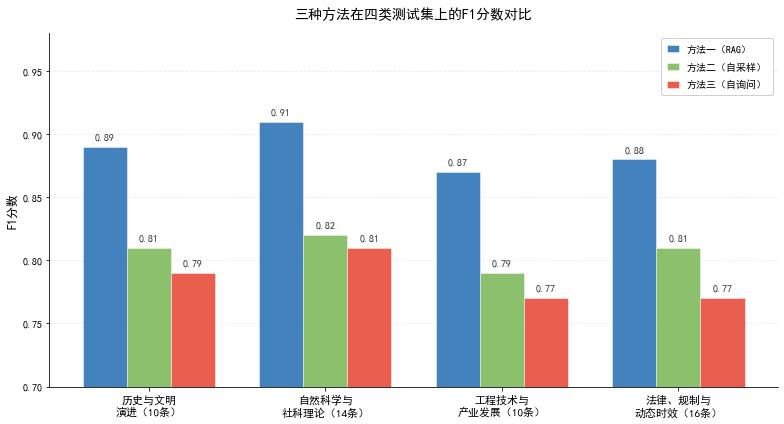 三种方法在四类测试集上的F1分数对比
方法一（RAG）
方法二（自采样）
方法三（自询问）
F1分数
0.95
0.90
0.85
0.80
0.75
0.70
0.89
0.81
0.79
0.91
0.82
0.81
0.87
0.79
0.77
0.88
0.81
0.77
历史与文明
演进（10条）
自然科学与
社科理论（14条）
工程技术与
产业发展（10条）
法律、规制与
动态时效（16条）